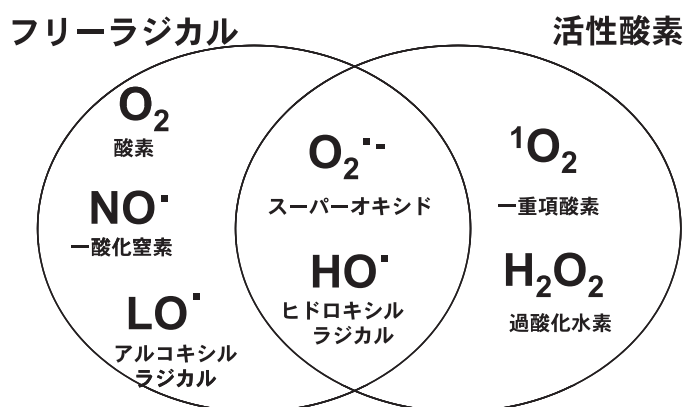 フリーラジカル
活性酸素
O₂
酸素
NO˙
一酸化窒素
LO˙
アルコキシル
ラジカル
O₂˙⁻
スーパーオキシド
HO˙
ヒドロキシル
ラジカル
¹O₂
一重項酸素
H₂O₂
過酸化水素